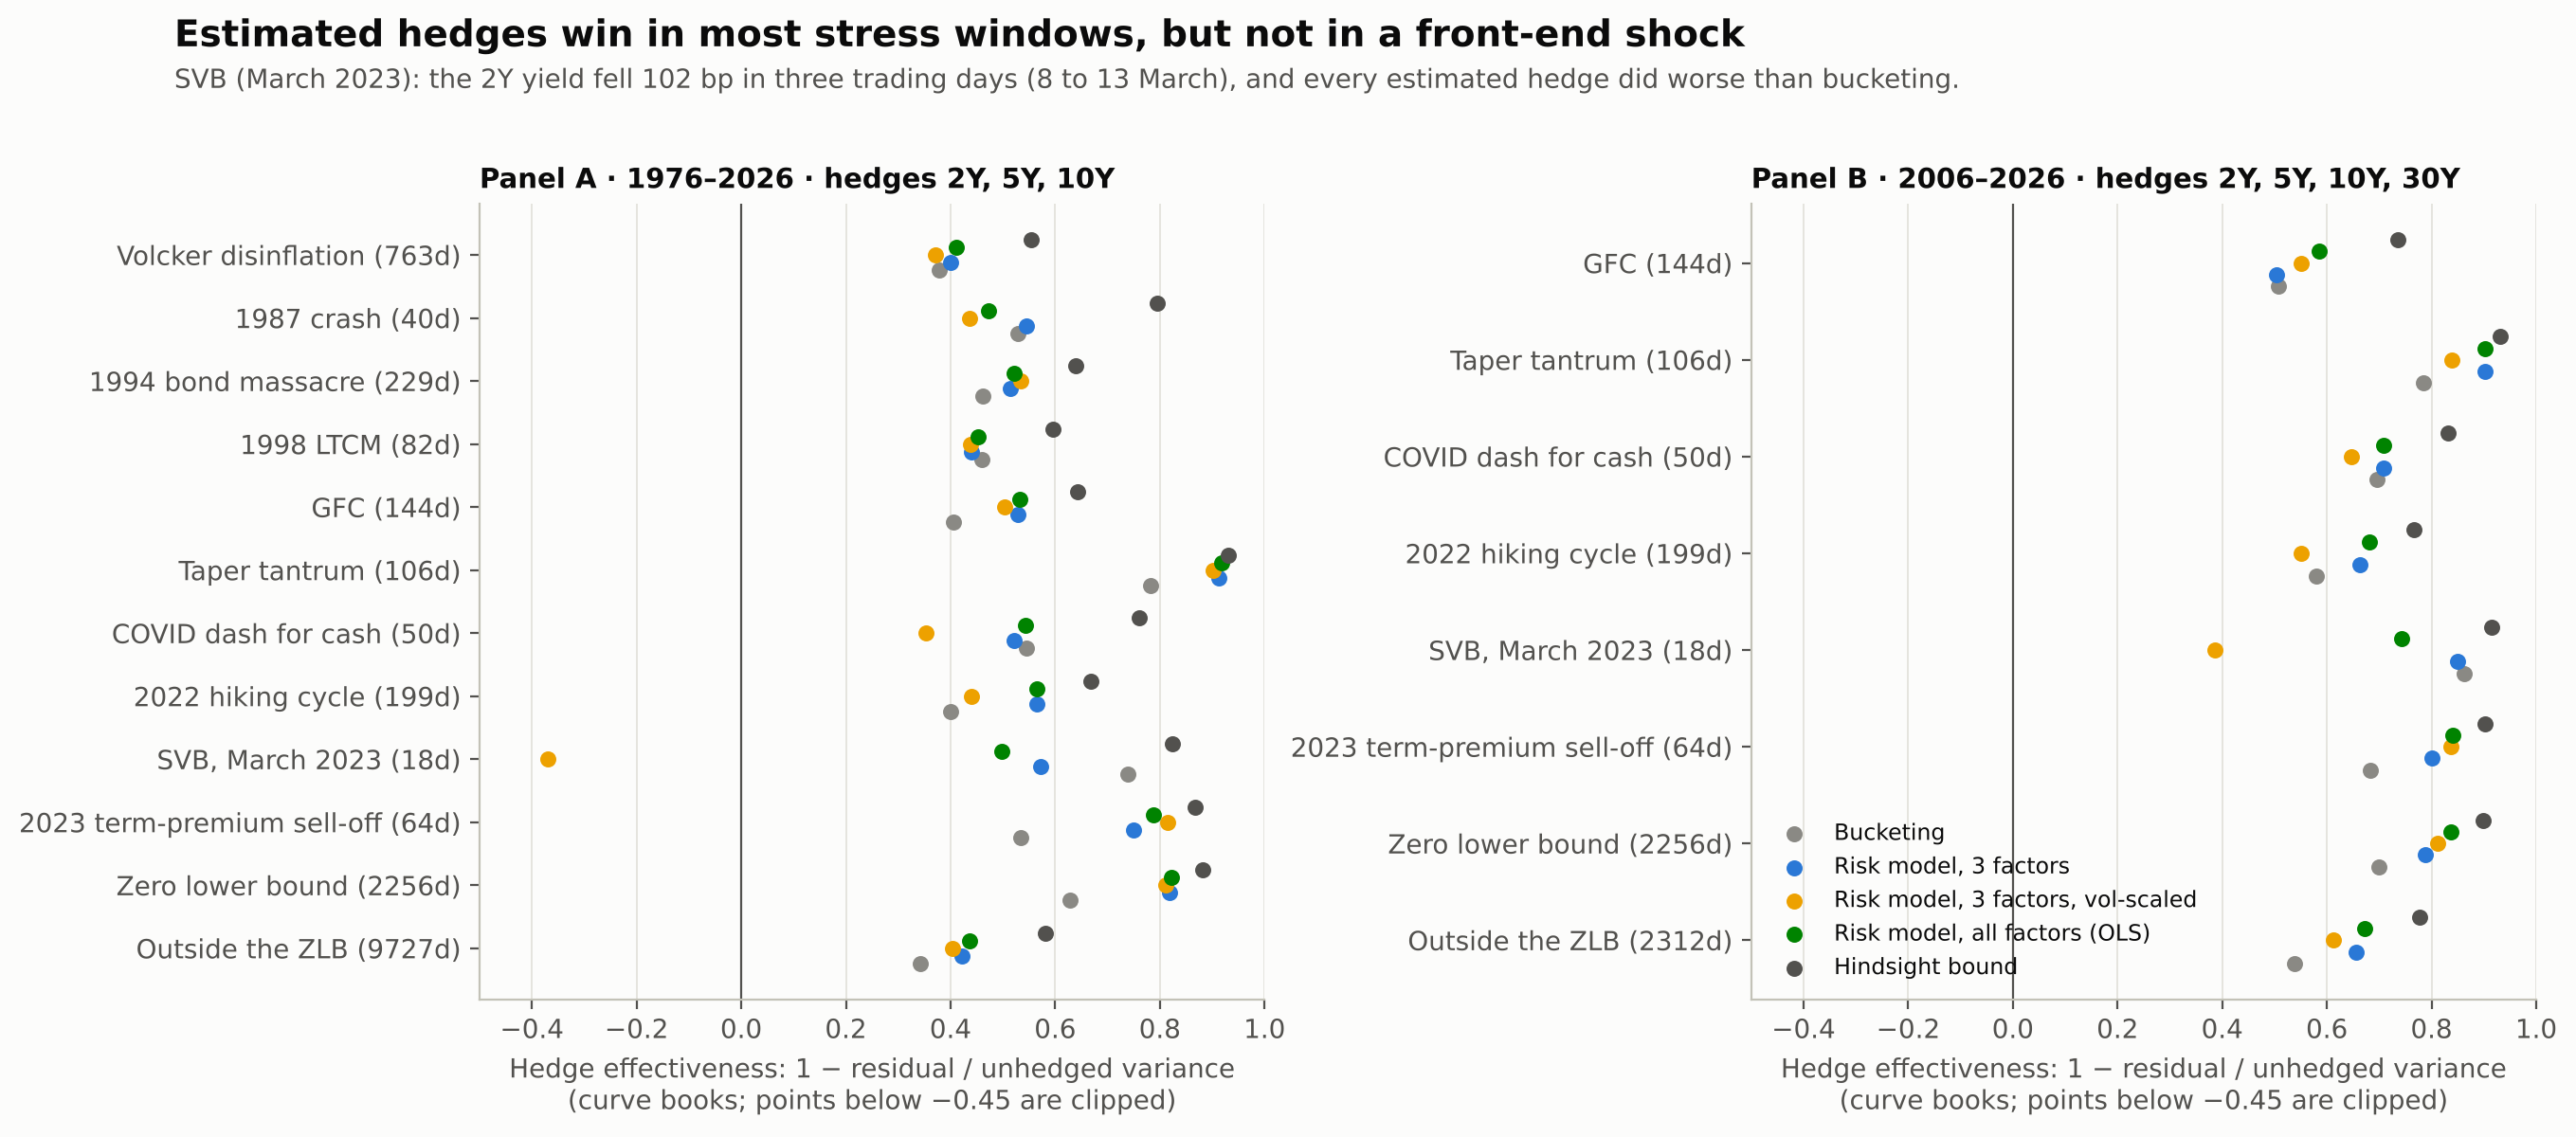 Estimated hedges win in most stress windows, but not in a front-end shock
SVB (March 2023): the 2Y yield fell 102 bp in three trading days (8 to 13 March), and every estimated hedge did worse than bucketing.
Panel A · 1976–2026 · hedges 2Y, 5Y, 10Y
Volcker disinflation (763d)
1987 crash (40d)
1994 bond massacre (229d)
1998 LTCM (82d)
GFC (144d)
Taper tantrum (106d)
COVID dash for cash (50d)
2022 hiking cycle (199d)
SVB, March 2023 (18d)
2023 term-premium sell-off (64d)
Zero lower bound (2256d)
Outside the ZLB (9727d)
−0.4 −0.2 0.0 0.2 0.4 0.6 0.8 1.0
Hedge effectiveness: 1 − residual / unhedged variance
(curve books; points below −0.45 are clipped)
Panel B · 2006–2026 · hedges 2Y, 5Y, 10Y, 30Y
GFC (144d)
Taper tantrum (106d)
COVID dash for cash (50d)
2022 hiking cycle (199d)
SVB, March 2023 (18d)
2023 term-premium sell-off (64d)
Zero lower bound (2256d)
Outside the ZLB (2312d)
Bucketing
Risk model, 3 factors
Risk model, 3 factors, vol-scaled
Risk model, all factors (OLS)
Hindsight bound
−0.4 −0.2 0.0 0.2 0.4 0.6 0.8 1.0
Hedge effectiveness: 1 − residual / unhedged variance
(curve books; points below −0.45 are clipped)